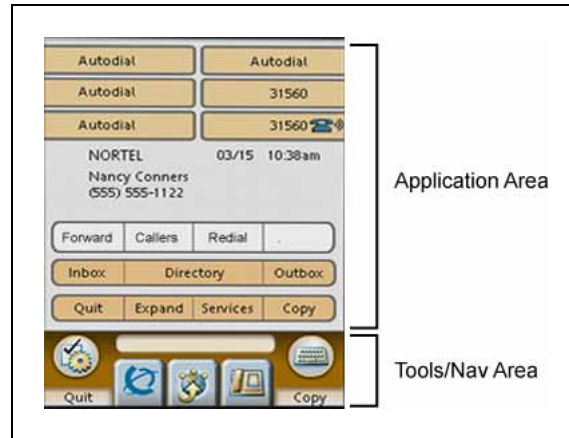 Autodial Autodial
Autodial 31560
Autodial 31560
NORTEL 03/15 10:38am
Nancy Conners
(555) 555-1122
Application Area
Forward Callers Redial .
Inbox Directory Outbox
Quit Expand Services Copy
Tools/Nav Area
Quit Copy